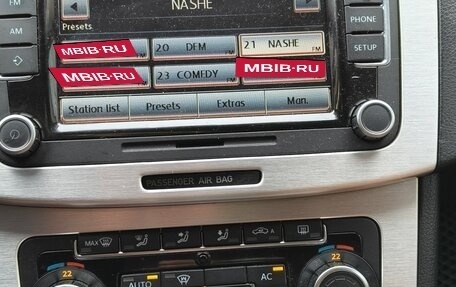 FM NASHE PHONE
AM Presets SETUP
MBIB-RU 20 DFM FM 21 NASHE FM
MBIB-RU 23 COMEDY MBIB-RU
Station list Presets Extras Man.
PASSENGER AIR BAG
MAX A
22 AUTO AC 22